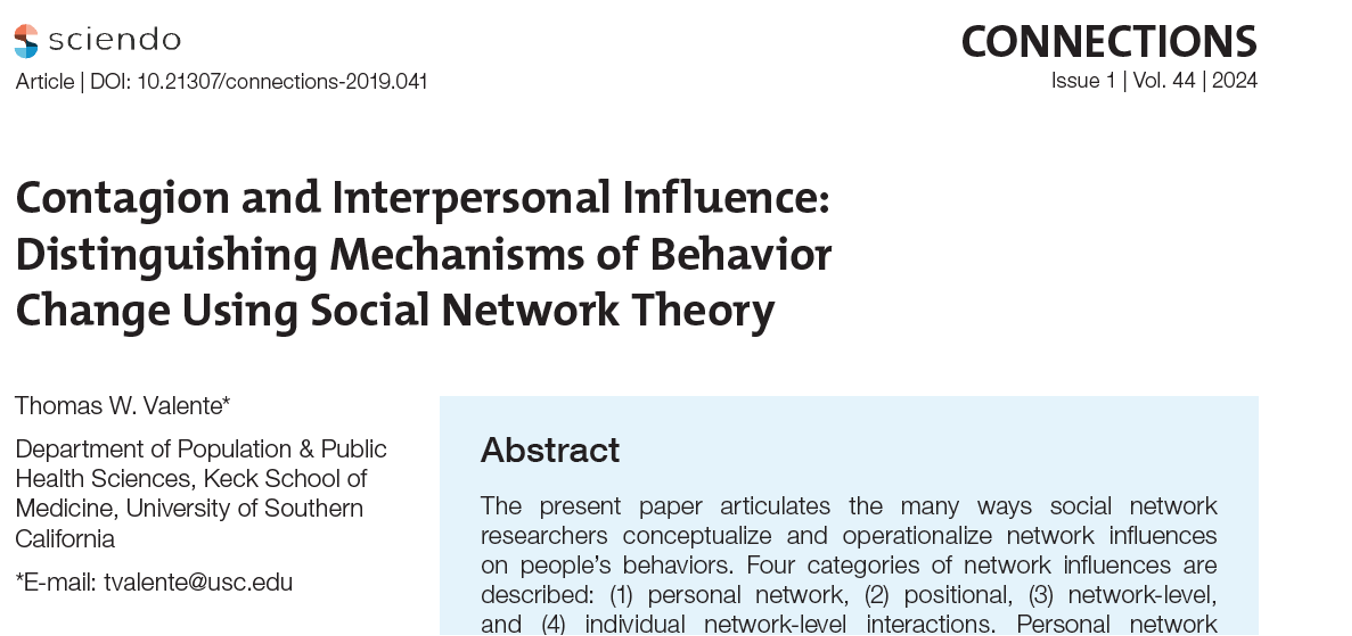 sciendo
Article | DOI: 10.21307/connections-2019.041
CONNECTIONS
Issue 1 | Vol. 44 | 2024
Contagion and Interpersonal Influence:
Distinguishing Mechanisms of Behavior
Change Using Social Network Theory
Thomas W. Valente*
Department of Population & Public
Health Sciences, Keck School of
Medicine, University of Southern
California
*E-mail: tvalente@usc.edu
Abstract
The present paper articulates the many ways social network
researchers conceptualize and operationalize network influences
on people’s behaviors. Four categories of network influences are
described: (1) personal network, (2) positional, (3) network-level,
and (4) individual network-level interactions. Personal network